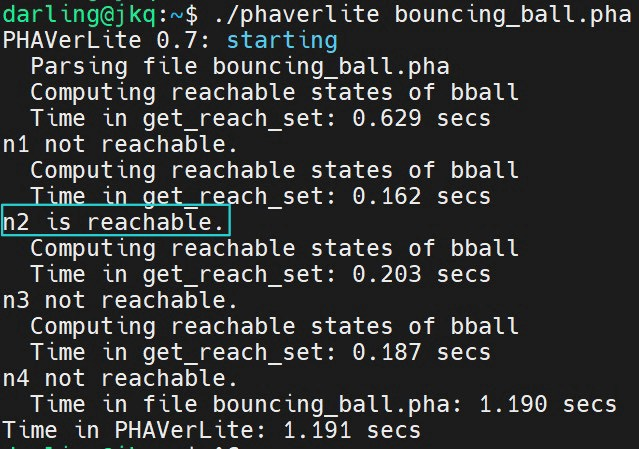 darling@jkq:~$ ./phaverlite bouncing_ball.pha
PHAVerLite 0.7: starting
Parsing file bouncing_ball.pha
Computing reachable states of bball
Time in get_reach_set: 0.629 secs
n1 not reachable.
Computing reachable states of bball
Time in get_reach_set: 0.162 secs
n2 is reachable.
Computing reachable states of bball
Time in get_reach_set: 0.203 secs
n3 not reachable.
Computing reachable states of bball
Time in get_reach_set: 0.187 secs
n4 not reachable.
Time in file bouncing_ball.pha: 1.190 secs
Time in PHAVerLite: 1.191 secs